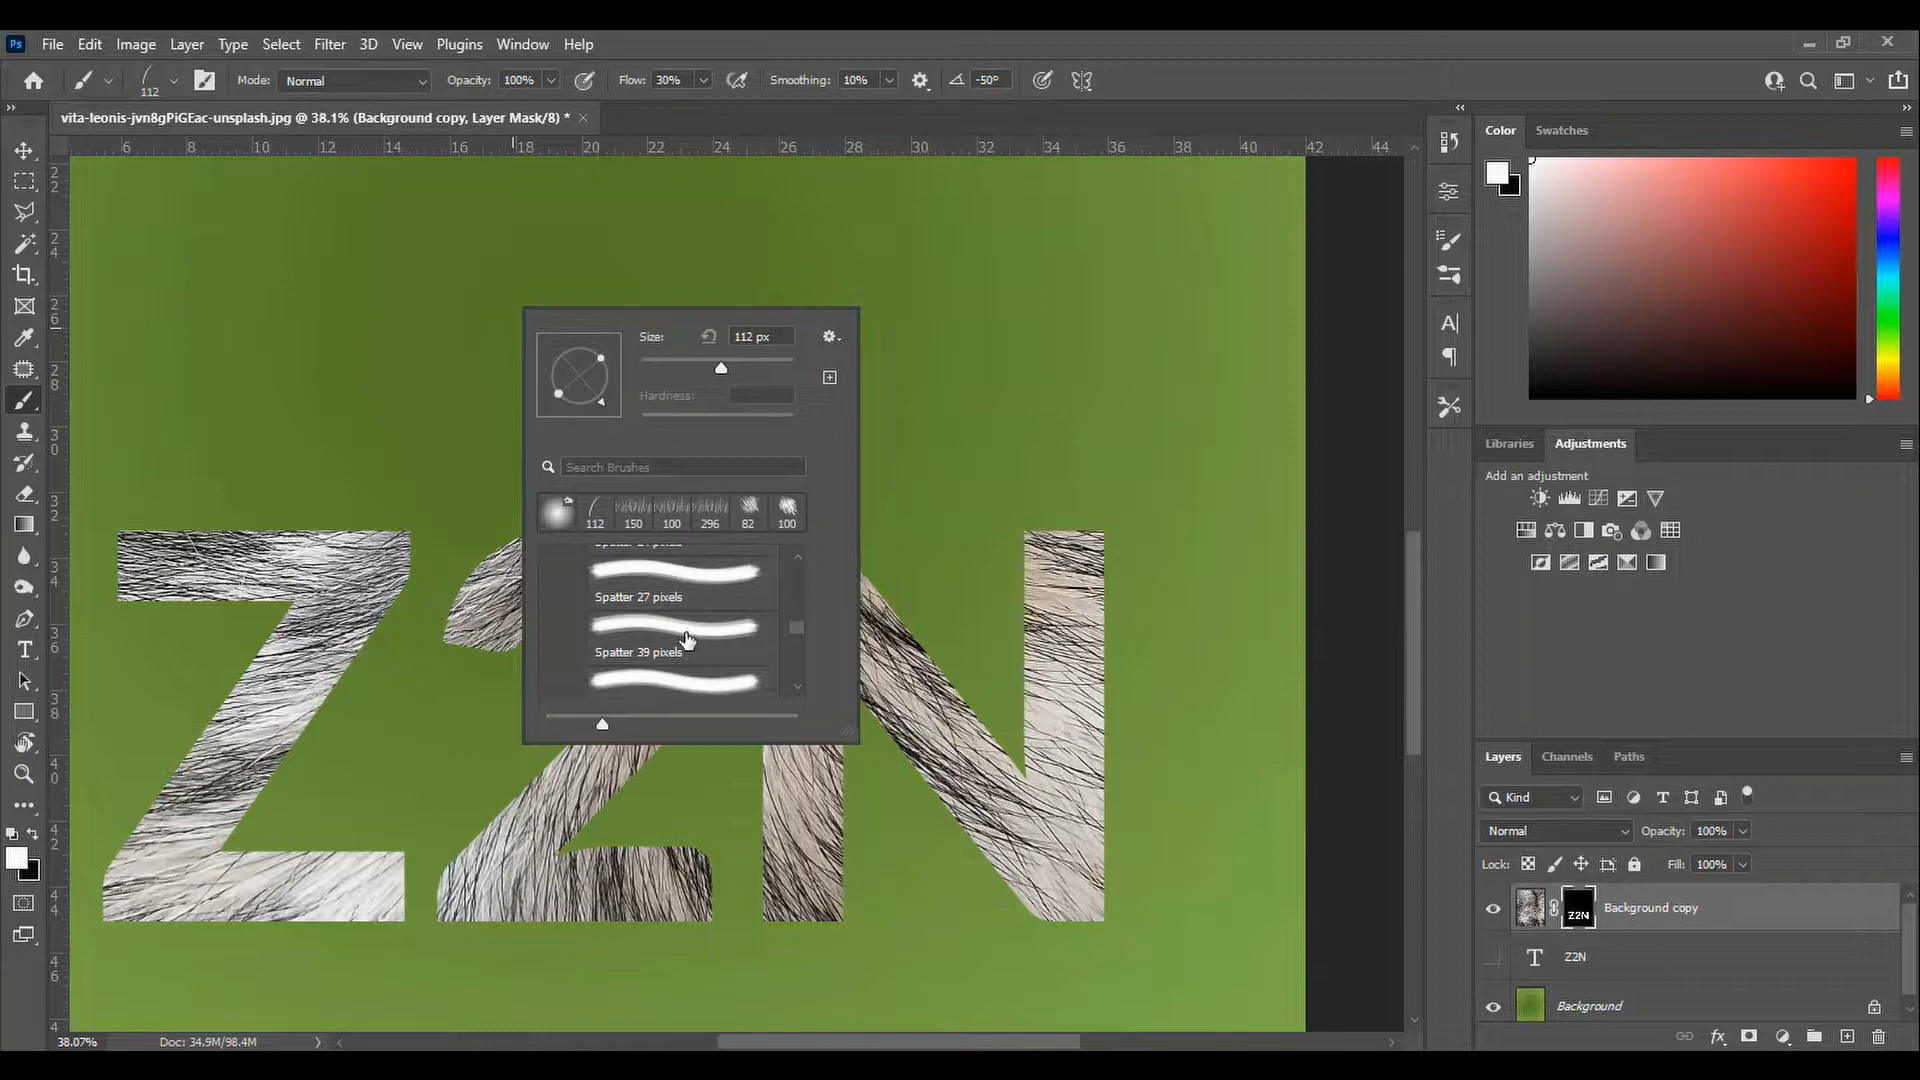 Ps File Edit Image Layer Type Select Filter 3D View Plugins Window Help
112 Mode: Normal Opacity: 100% Flow: 30% Smoothing: 10% -50°
vita-leonis-jvn8gPiGEac-unsplash.jpg @ 38.1% (Background copy, Layer Mask/8) *
6 8 10 12 14 16 18 20 22 24 26 28 30 32 34 36 38 40 42 44
Color Swatches
Size: 112 px
Hardness:
Search Brushes
112 150 100 296 82 100
Spatter 27 pixels
Spatter 39 pixels
Z2N
Libraries Adjustments
Add an adjustment
Layers Channels Paths
Kind
Normal Opacity: 100%
Lock: Fill: 100%
Z2N Background copy
T Z2N
Background
38.07% Doc: 34.9M/98.4M